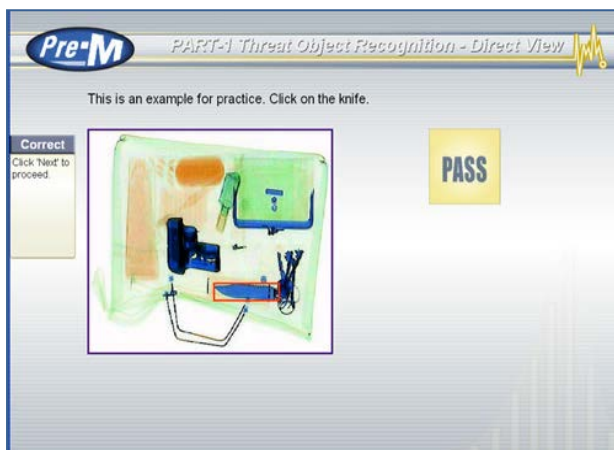 Pre-M
PART-1 Threat Object Recognition - Direct View
This is an example for practice. Click on the knife.
Correct
Click 'Next' to
proceed.
PASS